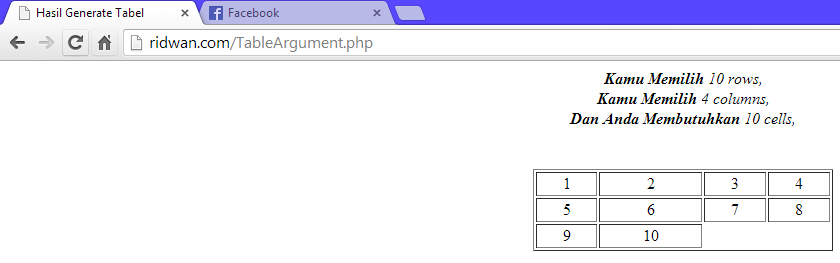 Hasil Generate Tabel
Facebook
ridwan.com/TableArgument.php
Kamu Memilih 10 rows,
Kamu Memilih 4 columns,
Dan Anda Membutuhkan 10 cells,
1 2 3 4
5 6 7 8
9 10